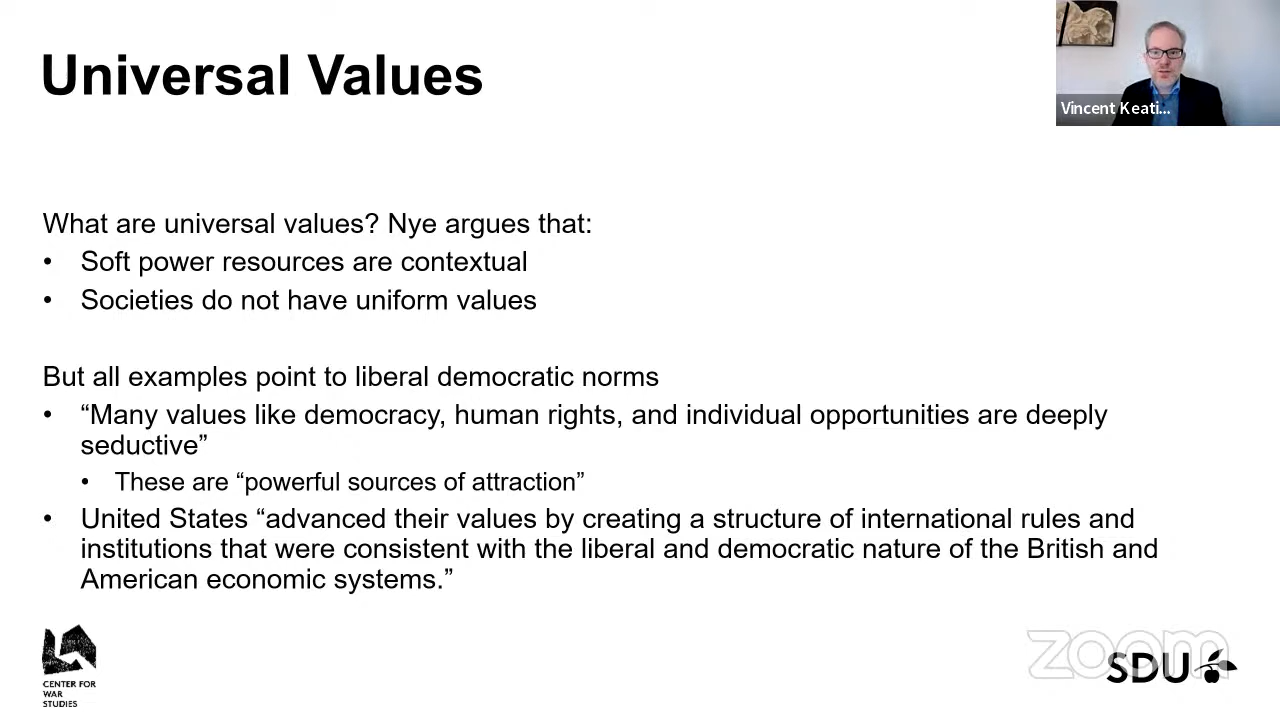 Universal Values
Vincent Keati...
What are universal values? Nye argues that:
• Soft power resources are contextual
• Societies do not have uniform values
But all examples point to liberal democratic norms
• “Many values like democracy, human rights, and individual opportunities are deeply
seductive”
• These are “powerful sources of attraction”
• United States “advanced their values by creating a structure of international rules and
institutions that were consistent with the liberal and democratic nature of the British and
American economic systems.”
CENTER FOR
WAR
STUDIES
zoom
SDU